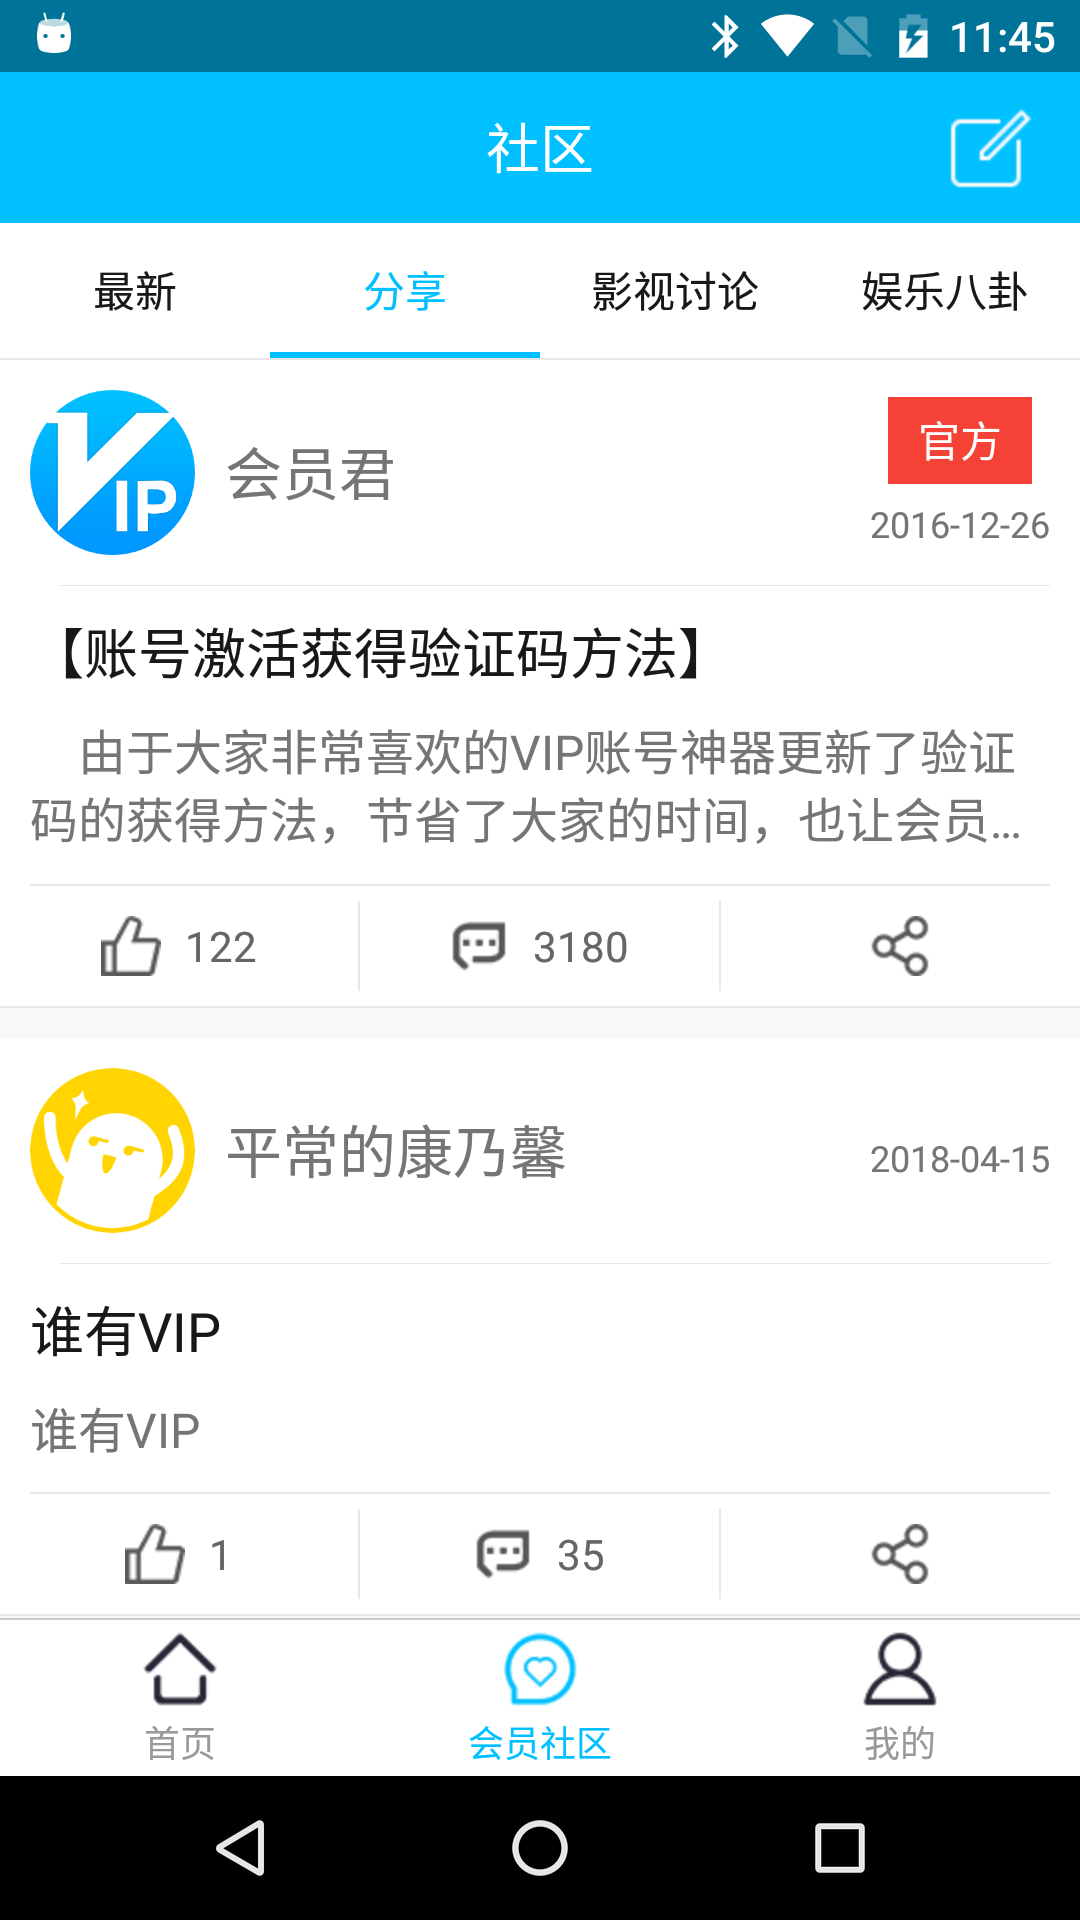 11:45
社区
最新 分享 影视讨论 娱乐八卦
VIP
会员君
官方
2016-12-26
【账号激活获得验证码方法】
由于大家非常喜欢的VIP账号神器更新了验证
码的获得方法，节省了大家的时间，也让会员...
122 3180
平常的康乃馨
2018-04-15
谁有VIP
谁有VIP
1 35
首页 会员社区 我的